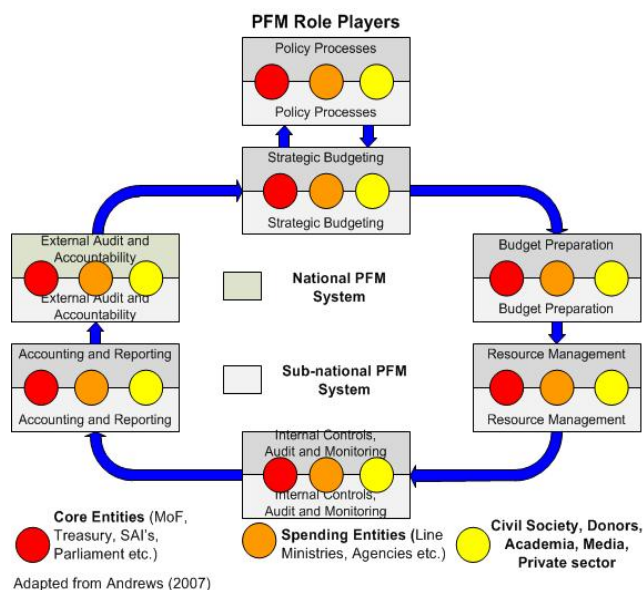 PFM Role Players
Policy Processes
Policy Processes
Strategic Budgeting
Strategic Budgeting
External Audit and
Accountability
External Audit and
Accountability
National PFM
System
Budget Preparation
Budget Preparation
Accounting and Reporting
Accounting and Reporting
Sub-national PFM
System
Resource Management
Resource Management
Internal Controls,
Audit and Monitoring
Internal Controls,
Audit and Monitoring
Core Entities (MoF,
Treasury, SAI's,
Parliament etc.)
Spending Entities (Line
Ministries, Agencies etc.)
Civil Society, Donors,
Academia, Media,
Private sector
Adapted from Andrews (2007)